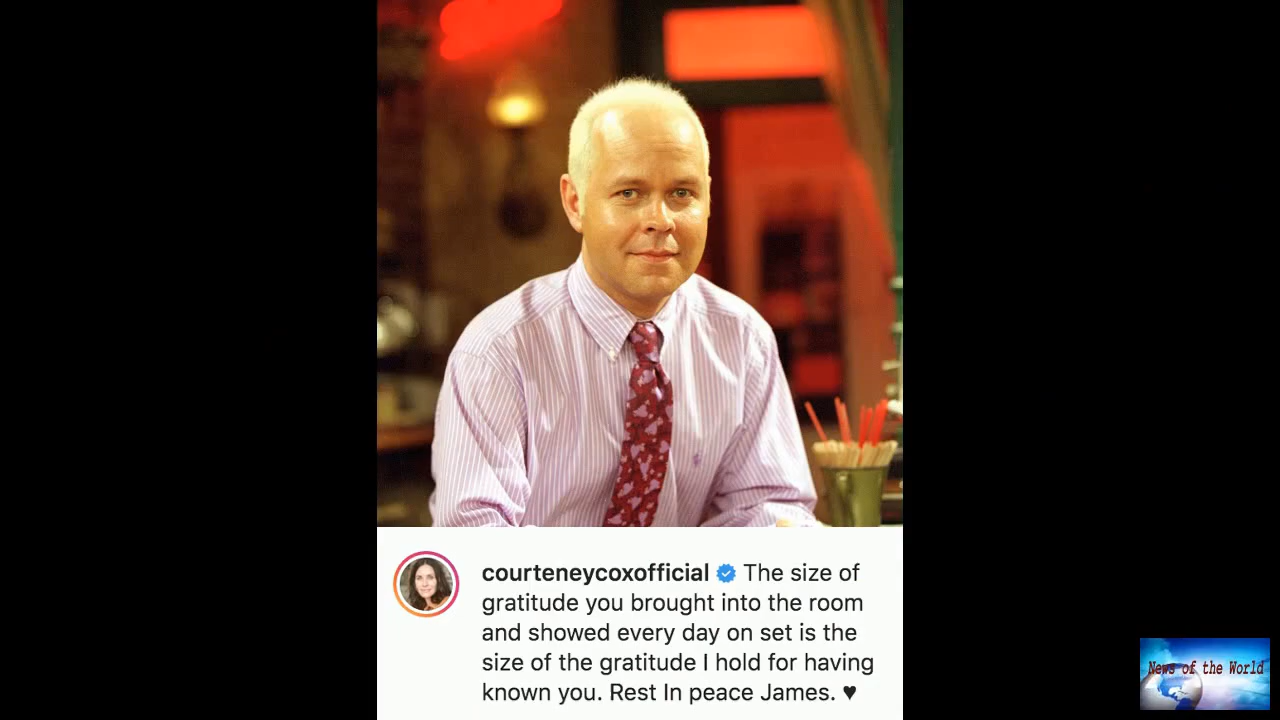 courteneycoxofficial The size of
gratitude you brought into the room
and showed every day on set is the
size of the gratitude I hold for having
known you. Rest In peace James. ♥
News of the World